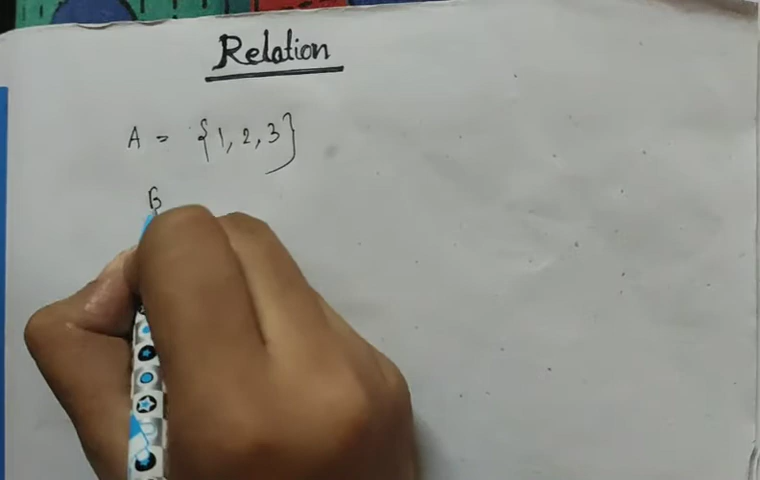 Relation
A = {1, 2, 3}
B